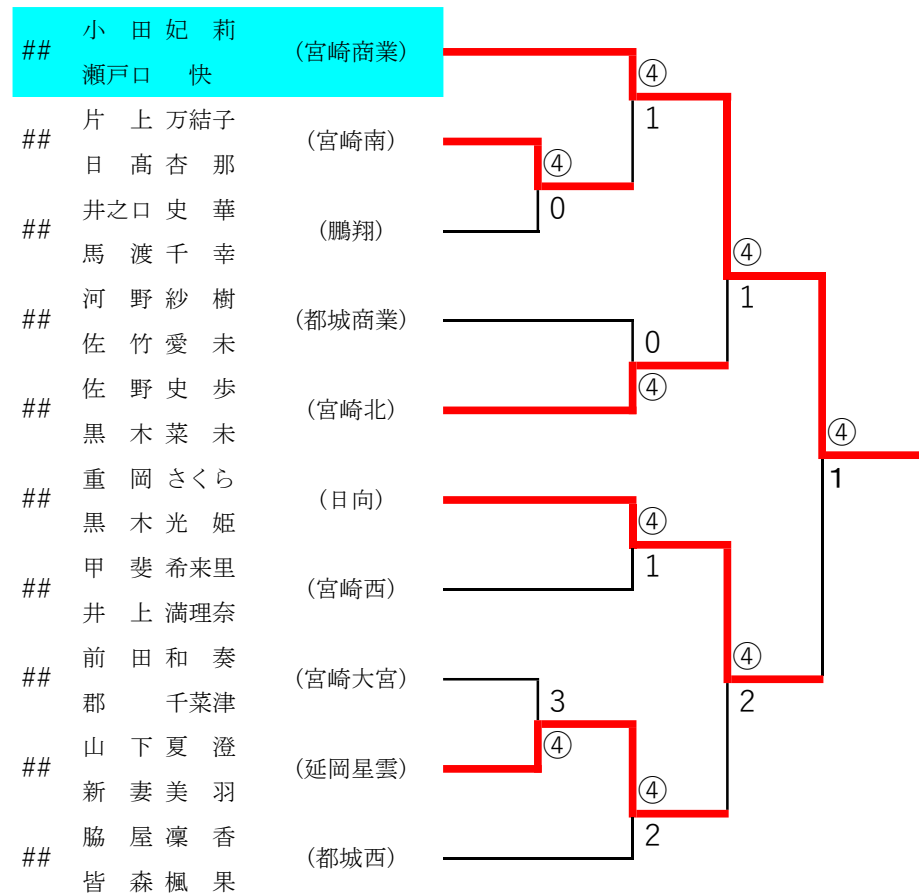 小 田 妃 莉
## (宮崎商業)
瀬戸口 快
④
1
片 上 万結子
## (宮崎南)
日 髙 杏 那
④
0
井之口 史 華
## (鵬翔)
馬 渡 千 幸
④
1
河 野 紗 樹
## (都城商業)
佐 竹 愛 未
0
④
佐 野 史 歩
## (宮崎北)
黒 木 菜 未
④
1
重 岡 さくら
## (日向)
黒 木 光 姫
④
1
甲 斐 希来里
## (宮崎西)
井 上 満理奈
前 田 和 奏
## (宮崎大宮)
郡 千菜津
④
2
3
④
山 下 夏 澄
## (延岡星雲)
新 妻 美 羽
④
2
脇 屋 凜 香
## (都城西)
皆 森 楓 果